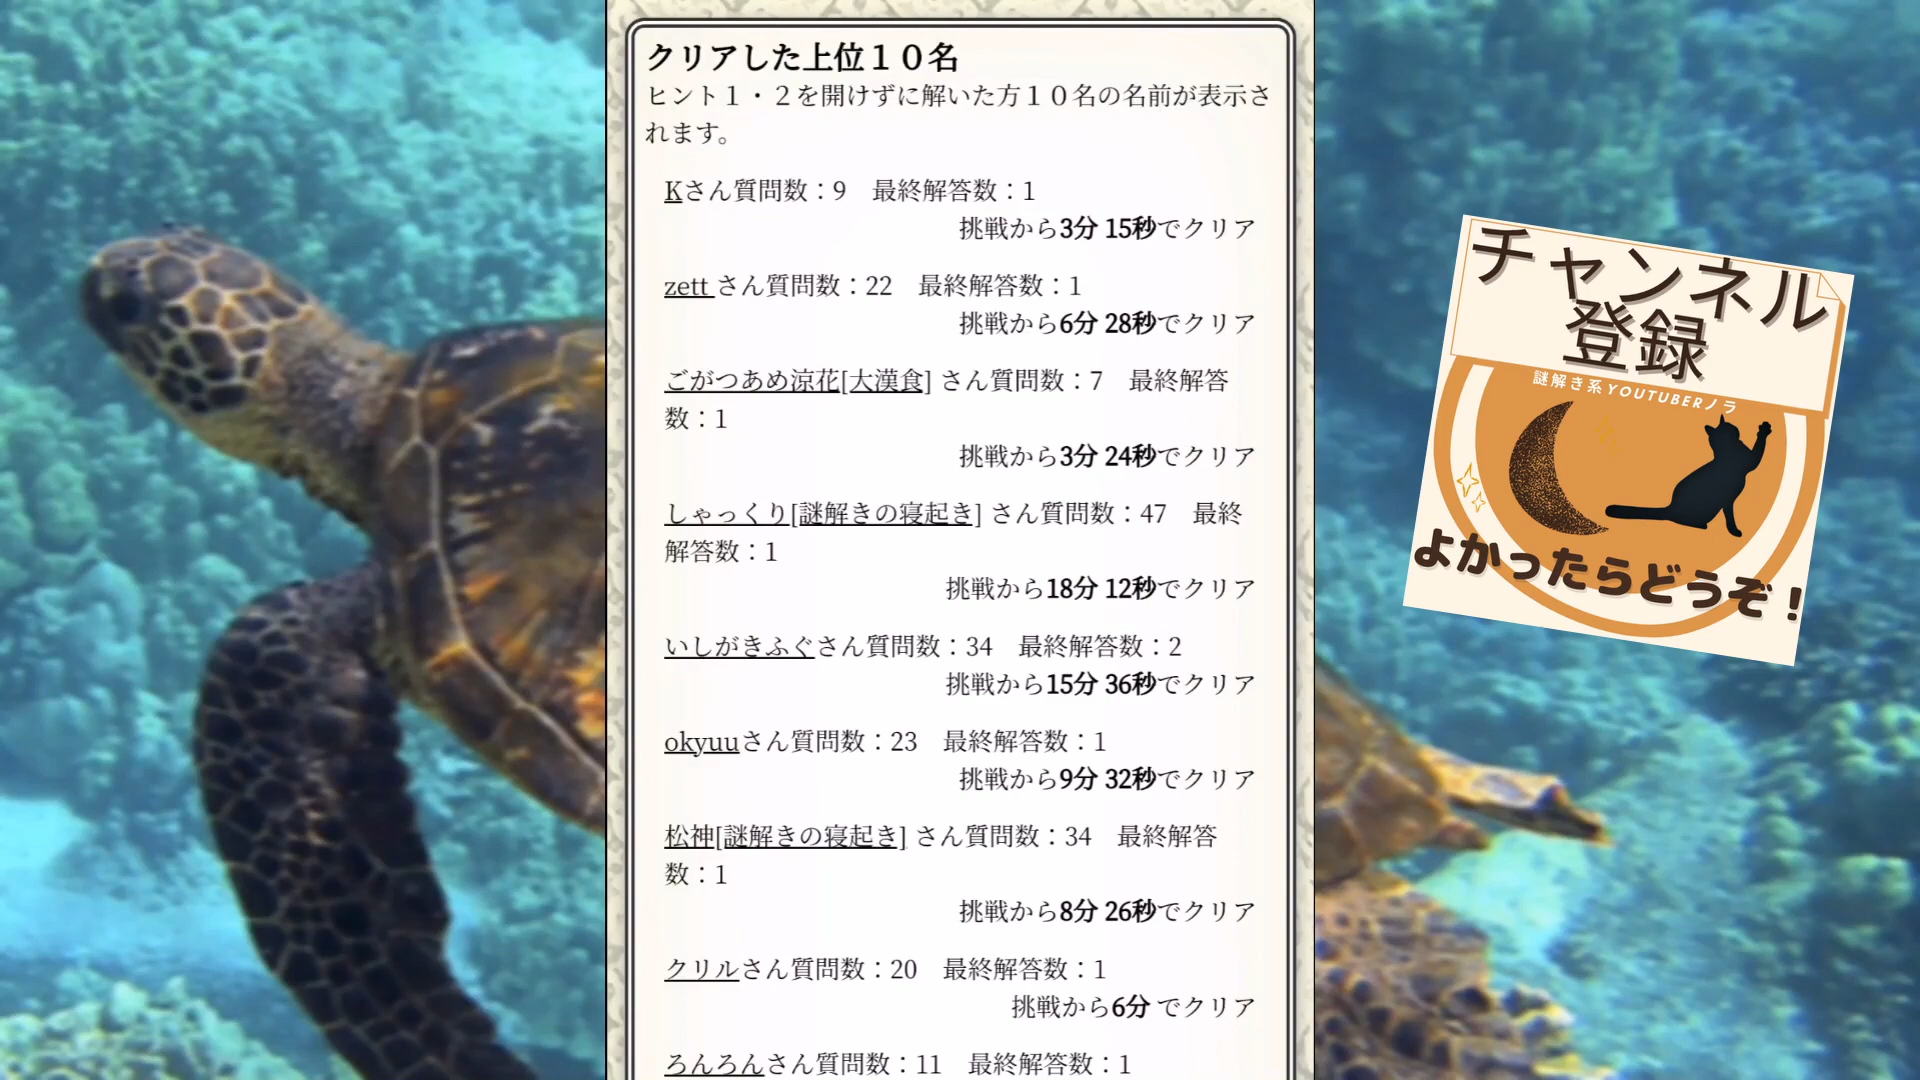 クリアした上位１０名
ヒント１・２を開けずに解いた方１０名の名前が表示さ
れます。
Kさん質問数：9　最終解答数：1
挑戦から3分 15秒でクリア
zett さん質問数：22　最終解答数：1
挑戦から6分 28秒でクリア
ごがつあめ涼花[大漢食] さん質問数：7　最終解答
数：1
挑戦から3分 24秒でクリア
しゃっくり[謎解きの寝起き] さん質問数：47　最終
解答数：1
挑戦から18分 12秒でクリア
いしがきふぐさん質問数：34　最終解答数：2
挑戦から15分 36秒でクリア
okyuuさん質問数：23　最終解答数：1
挑戦から9分 32秒でクリア
松神[謎解きの寝起き] さん質問数：34　最終解答
数：1
挑戦から8分 26秒でクリア
クリルさん質問数：20　最終解答数：1
挑戦から6分 でクリア
ろんろんさん質問数：11　最終解答数：1
チャンネル
登録
謎解き系YOUTUBERノラ
よかったらどうぞ！